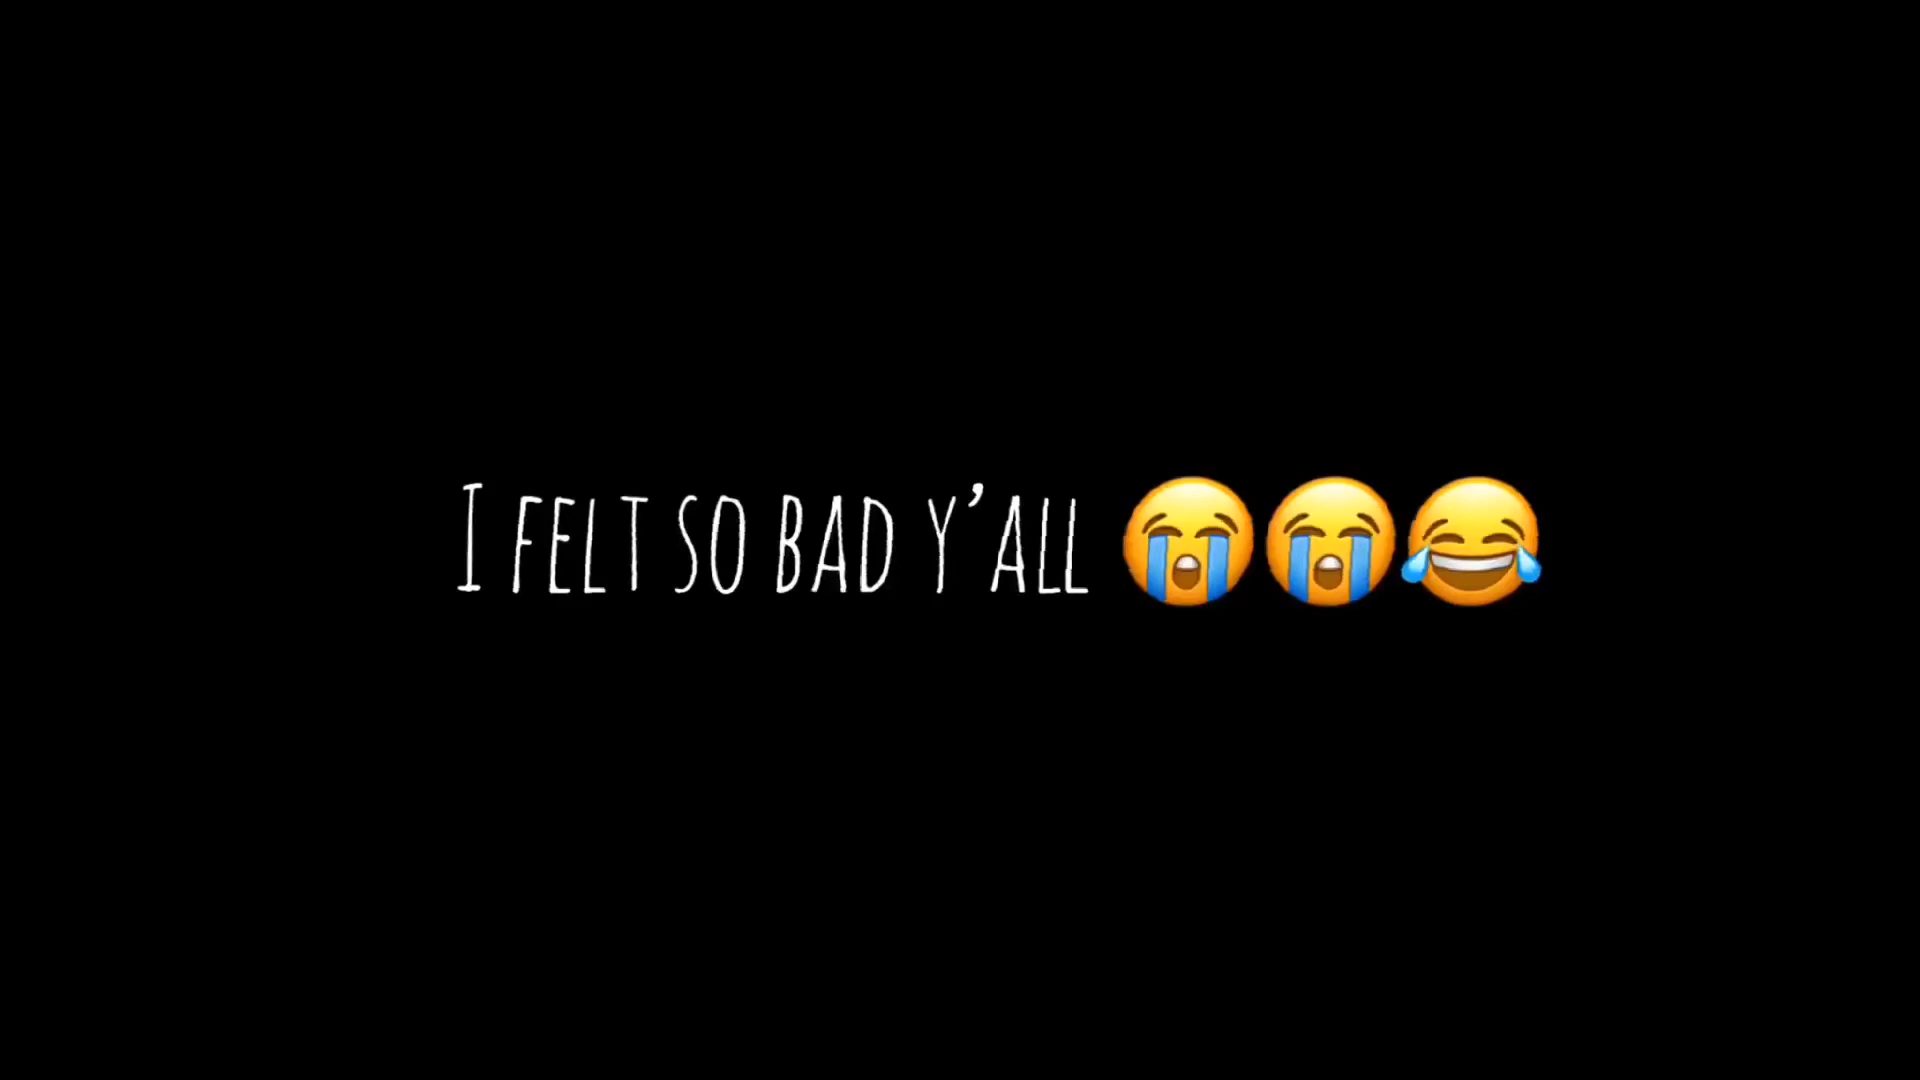 I felt so bad y’all 😭😭😂